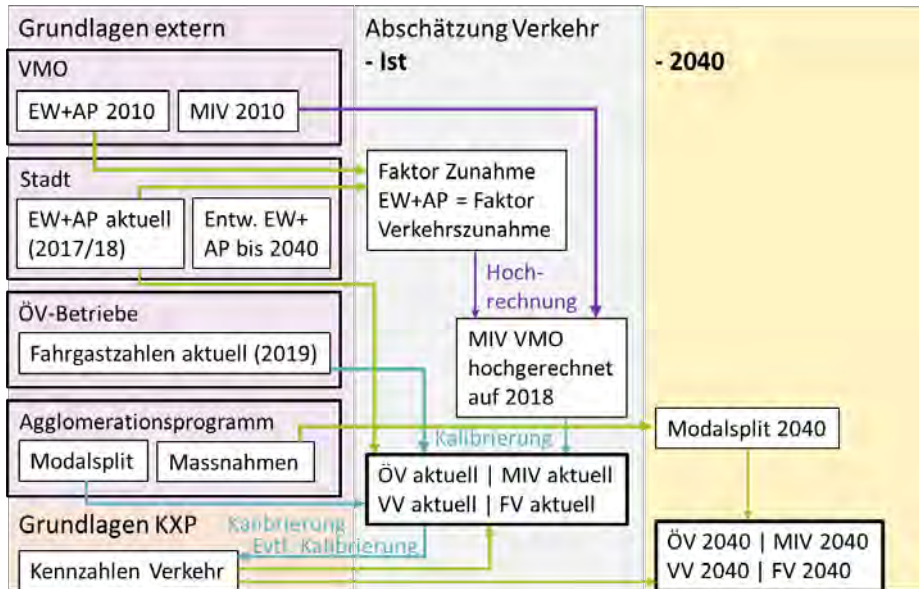 Grundlagen extern
VMO
EW+AP 2010
MIV 2010
Stadt
EW+AP aktuell
(2017/18)
Entw. EW+
AP bis 2040
ÖV-Betriebe
Fahrgastzahlen aktuell (2019)
Agglomerationsprogramm
Modalsplit
Massnahmen
Grundlagen KXP
Kennzahlen Verkehr
Abschätzung Verkehr
- Ist
Faktor Zunahme
EW+AP = Faktor
Verkehrszunahme
Hoch-
rechnung
MIV VMO
hochgerechnet
auf 2018
Kalibrierung
ÖV aktuell | MIV aktuell
VV aktuell | FV aktuell
Kalibrierung
Evtl. Kalibrierung
- 2040
Modalsplit 2040
ÖV 2040 | MIV 2040
VV 2040 | FV 2040